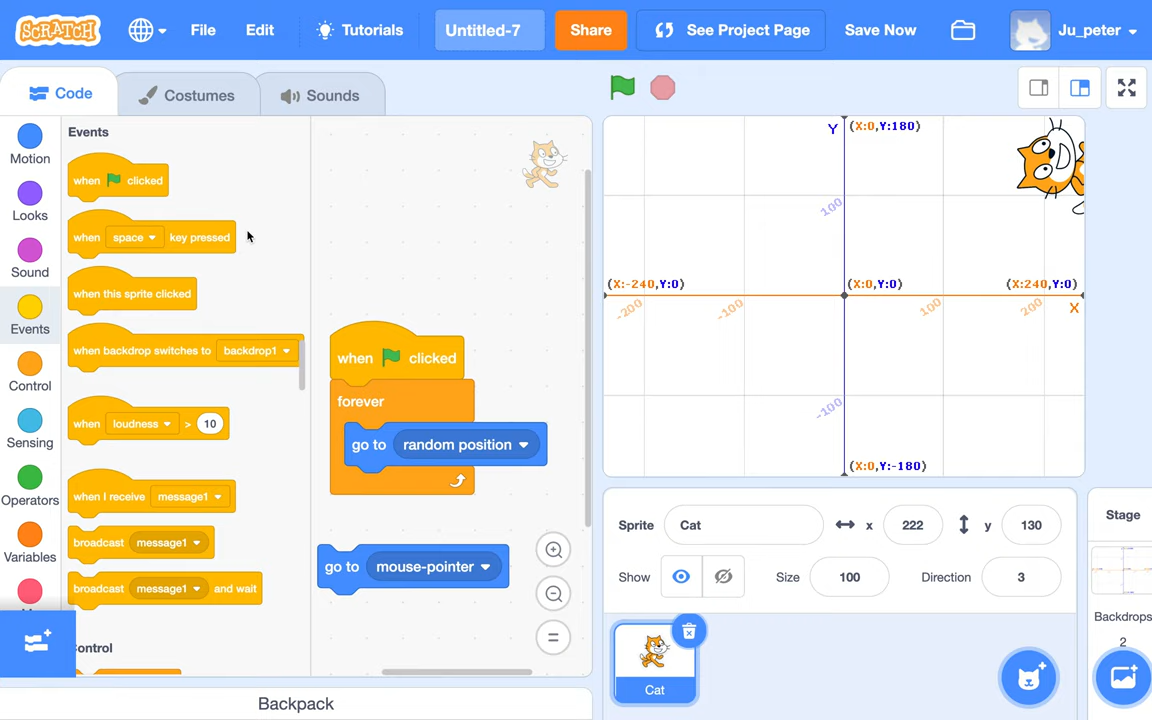 SCRATCH
File
Edit
Tutorials
Untitled-7
Share
See Project Page
Save Now
Ju_peter
Code
Costumes
Sounds
Motion
Looks
Sound
Events
Control
Sensing
Operators
Variables
Events
when clicked
when space key pressed
when this sprite clicked
when backdrop switches to backdrop1
when loudness > 10
when I receive message1
broadcast message1
broadcast message1 and wait
Control
when clicked
forever
go to random position
go to mouse-pointer
Backpack
Y
(X:0,Y:180)
100
(X:-240,Y:0)
(X:0,Y:0)
(X:240,Y:0)
-200
-100
100
200
X
-100
(X:0,Y:-180)
Sprite
Cat
x
222
y
130
Show
Size
100
Direction
3
Cat
Stage
Backdrops
2